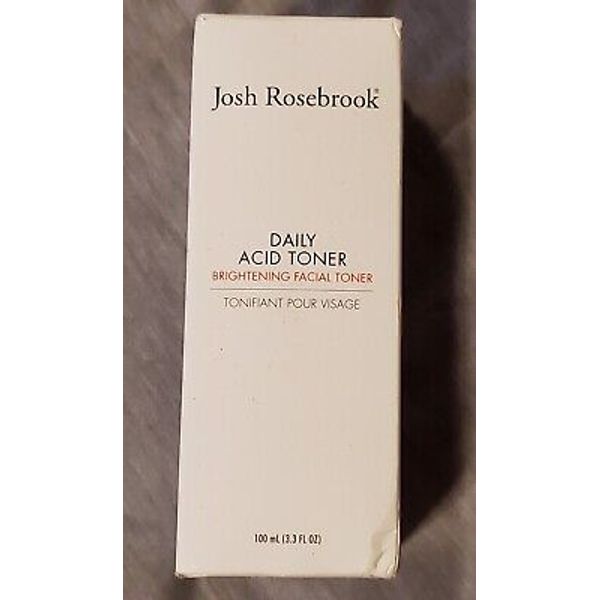 Josh Rosebrook®
DAILY
ACID TONER
BRIGHTENING FACIAL TONER
TONIFIANT POUR VISAGE
100 mL (3.3 FL OZ)